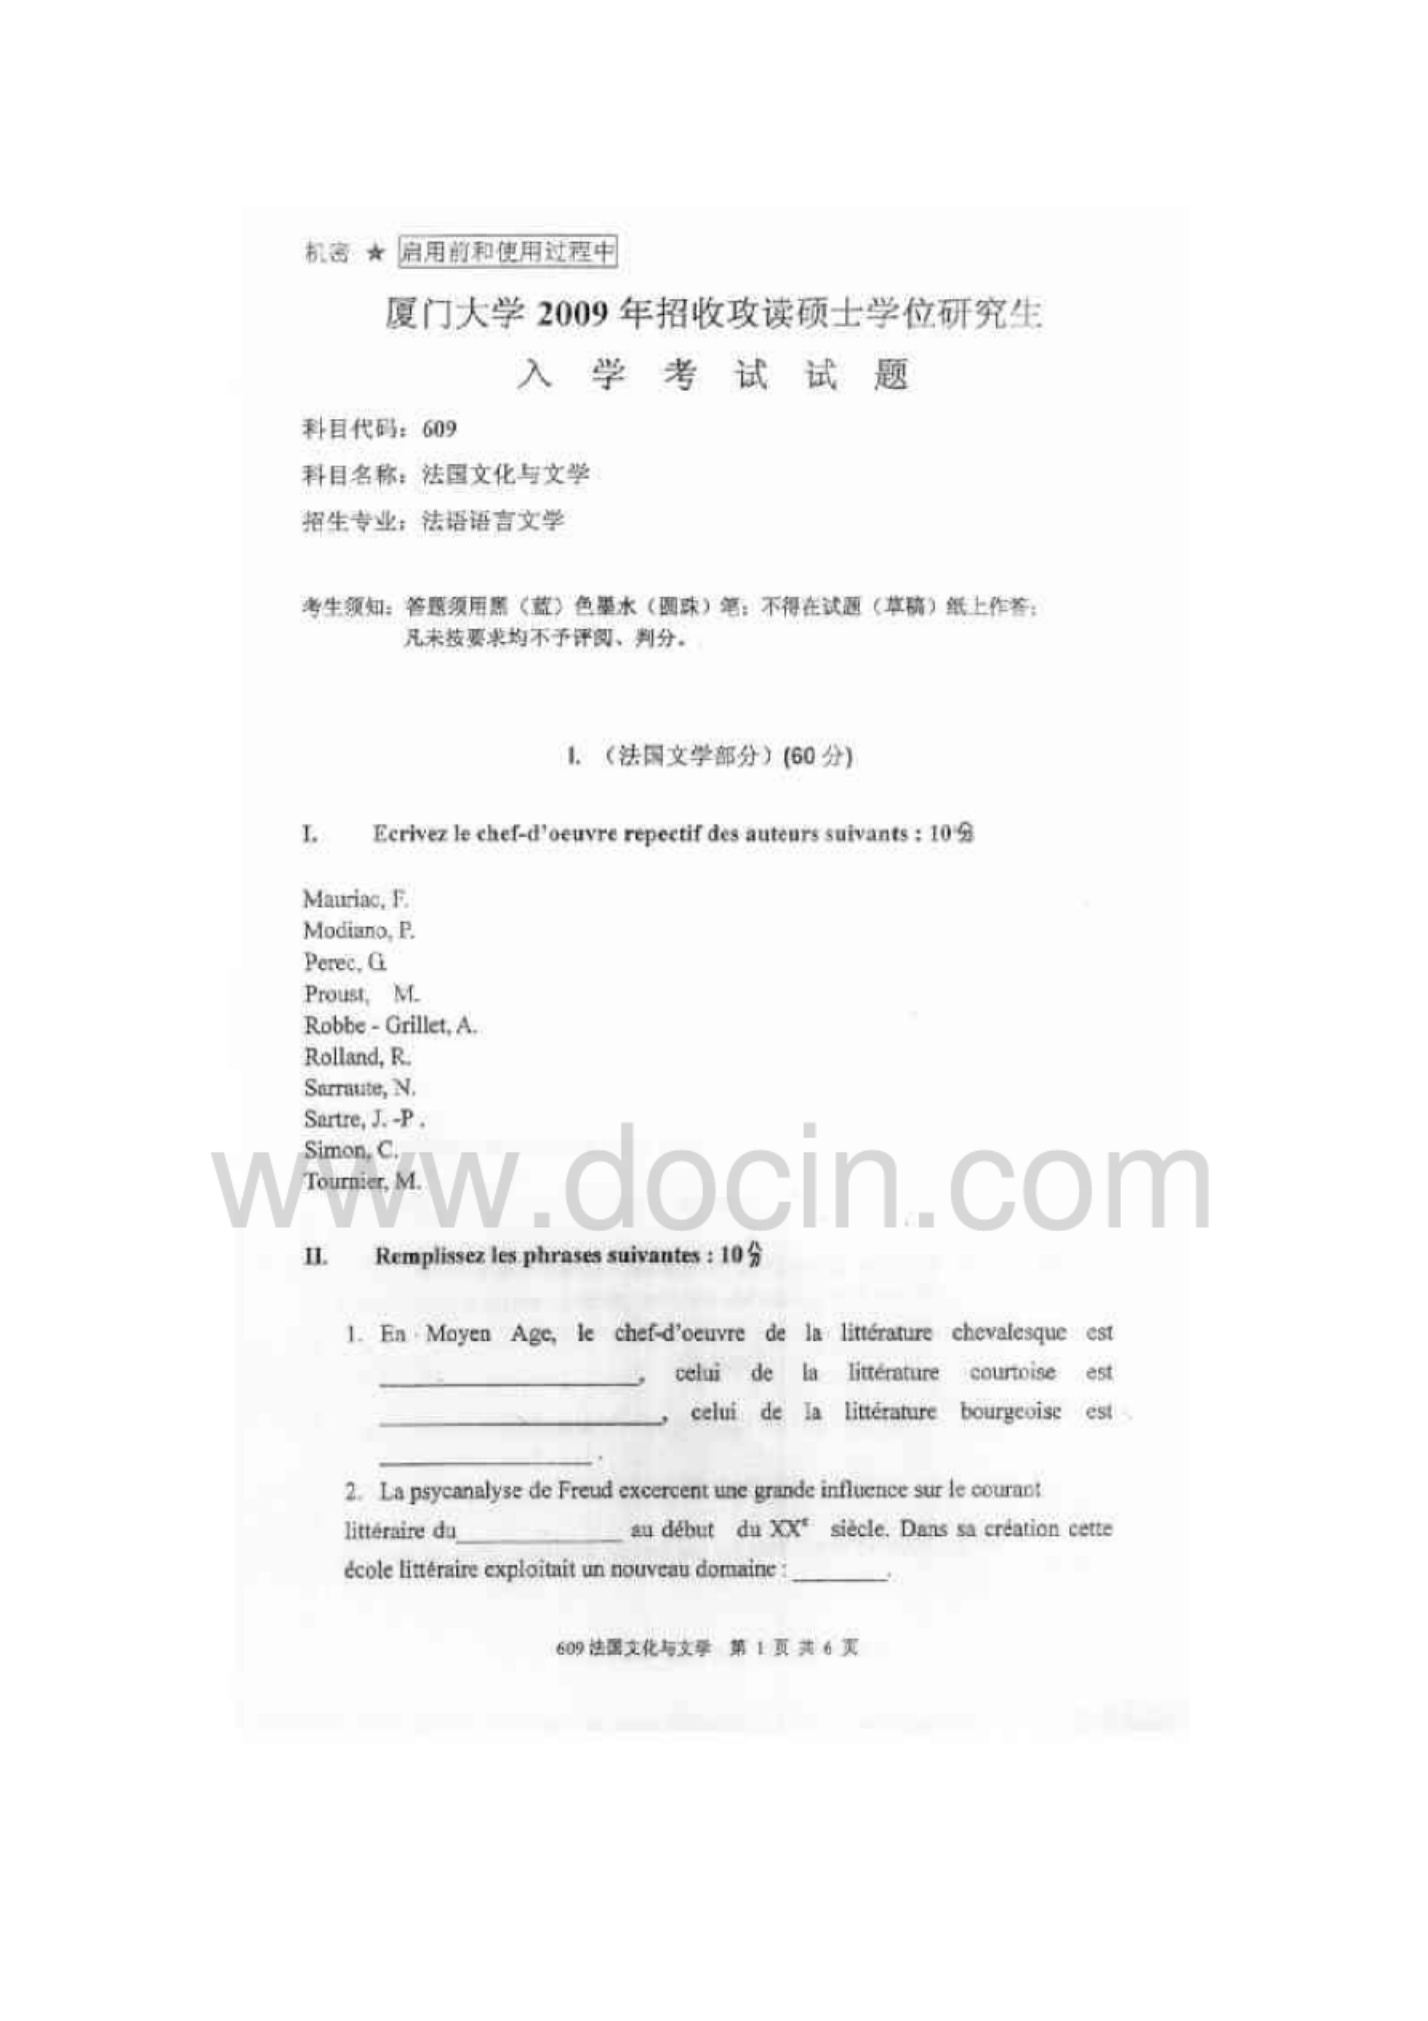 机密 ★ 启用前和使用过程中
厦门大学 2009 年招收攻读硕士学位研究生
入 学 考 试 试 题
科目代码：609
科目名称：法国文化与文学
招生专业：法语语言文学
考生须知：答题须用黑（蓝）色墨水（圆珠）笔；不得在试题（草稿）纸上作答；
凡未按要求均不予评阅、判分。
I. （法国文学部分）(60 分)
I. Ecrivez le chef-d’oeuvre repectif des auteurs suivants : 10 分
Mauriac, F.
Modiano, P.
Perec, G.
Proust, M.
Robbe - Grillet, A.
Rolland, R.
Sarraute, N.
Sartre, J. -P .
Simon, C.
Tournier, M.
www.docin.com
II. Remplissez les phrases suivantes : 10 分
1. En Moyen Age, le chef-d’oeuvre de la littérature chevalesque est
____________________, celui de la littérature courtoise est
____________________, celui de la littérature bourgeoise est
________________ .
2. La psycanalyse de Freud excercent une grande influence sur le courant
littéraire du____________ au début du XXe siècle. Dans sa création cette
école littéraire exploitait un nouveau domaine : _______.
609 法国文化与文学 第 1 页 共 6 页